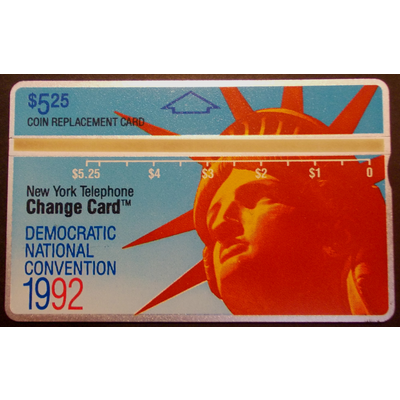 $5.25
COIN REPLACEMENT CARD
$5.25 $4 $3 $2 $1 0
New York Telephone
Change Card™
DEMOCRATIC
NATIONAL
CONVENTION
1992